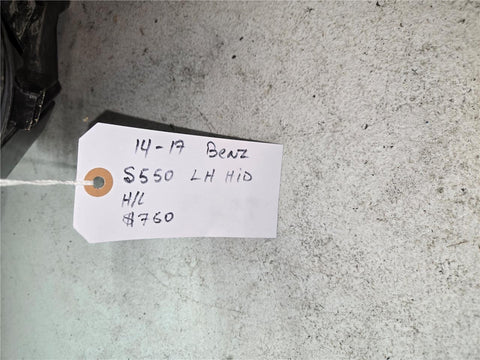 14-17 Benz
S550 LH HiD
H/L
$760